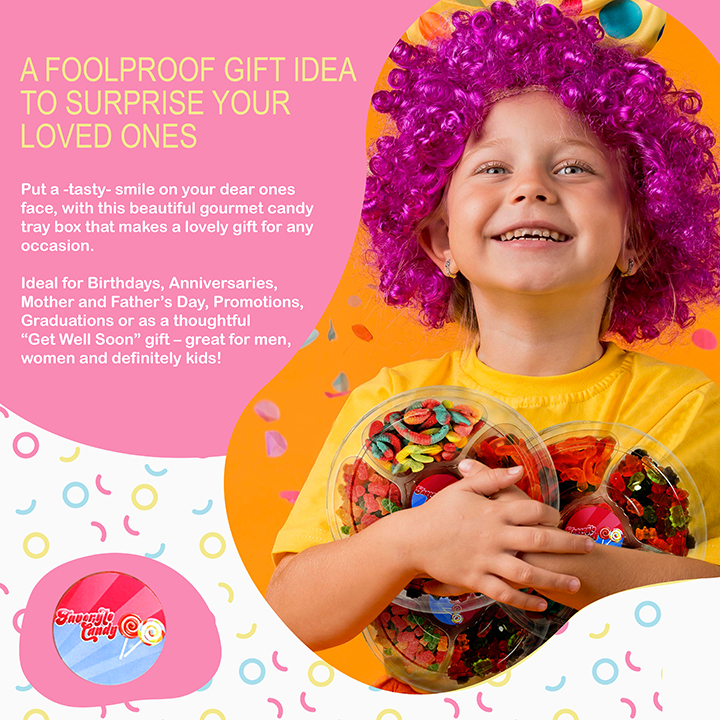 A FOOLPROOF GIFT IDEA
TO SURPRISE YOUR
LOVED ONES
Put a -tasty- smile on your dear ones
face, with this beautiful gourmet candy
tray box that makes a lovely gift for any
occasion.
Ideal for Birthdays, Anniversaries,
Mother and Father's Day, Promotions,
Graduations or as a thoughtful
“Get Well Soon” gift – great for men,
women and definitely kids!
Faveryte
Candy